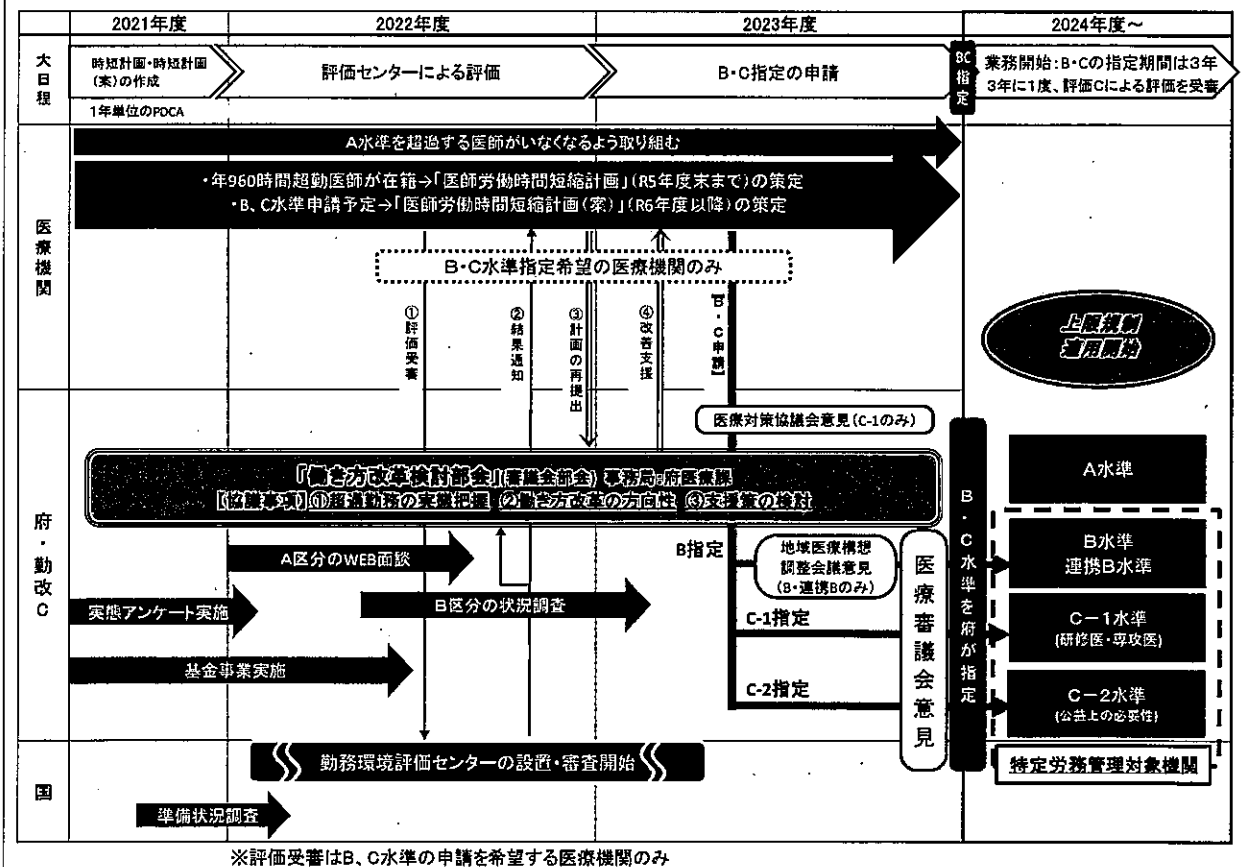 2021年度
2022年度
2023年度
2024年度～
大日程
時短計画・時短計画
(案)の作成
評価センターによる評価
B・C指定の申請
BC指定
業務開始：B・Cの指定期間は3年
3年に1度、評価Cによる評価を受審
1年単位のPDCA
医療機関
A水準を超過する医師がいなくなるよう取り組む
・年960時間超勤医師が在籍→「医師労働時間短縮計画」(R5年度末まで)の策定
・B、C水準申請予定→「医師労働時間短縮計画(案)」(R6年度以降)の策定
B・C水準指定希望の医療機関のみ
①評価受審
②結果通知
③計画の再提出
④改善支援
【B・C申請】
上限規制
適用開始
府・勤改C
医療対策協議会意見(C-1のみ)
「働き方改革検討部会」(審議会部会) 事務局：府医療課
【協議事項】①超過勤務の実態把握 ②働き方改革の方向性 ③支援策の検討
A区分のWEB面談
B区分の状況調査
実態アンケート実施
基金事業実施
B指定
地域医療構想
調整会議意見
(B・連携Bのみ)
C-1指定
C-2指定
医療審議会意見
B・C水準を府が指定
A水準
B水準
連携B水準
C－1水準
(研修医・専攻医)
C－2水準
(公益上の必要性)
特定労務管理対象機関
国
勤務環境評価センターの設置・審査開始
準備状況調査
※評価受審はB、C水準の申請を希望する医療機関のみ